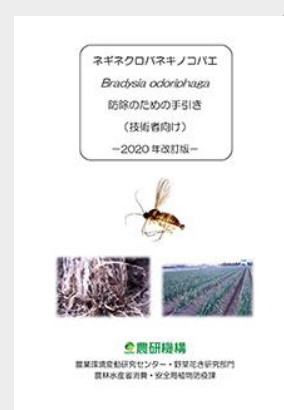 ネギネクロバネキノコバエ
Bradysia odoriphaga
防除のための手引き
（技術者向け）
－2020年改訂版－
農研機構
農業環境変動研究センター・野菜花き研究部門
農林水産省消費・安全局植物防疫課